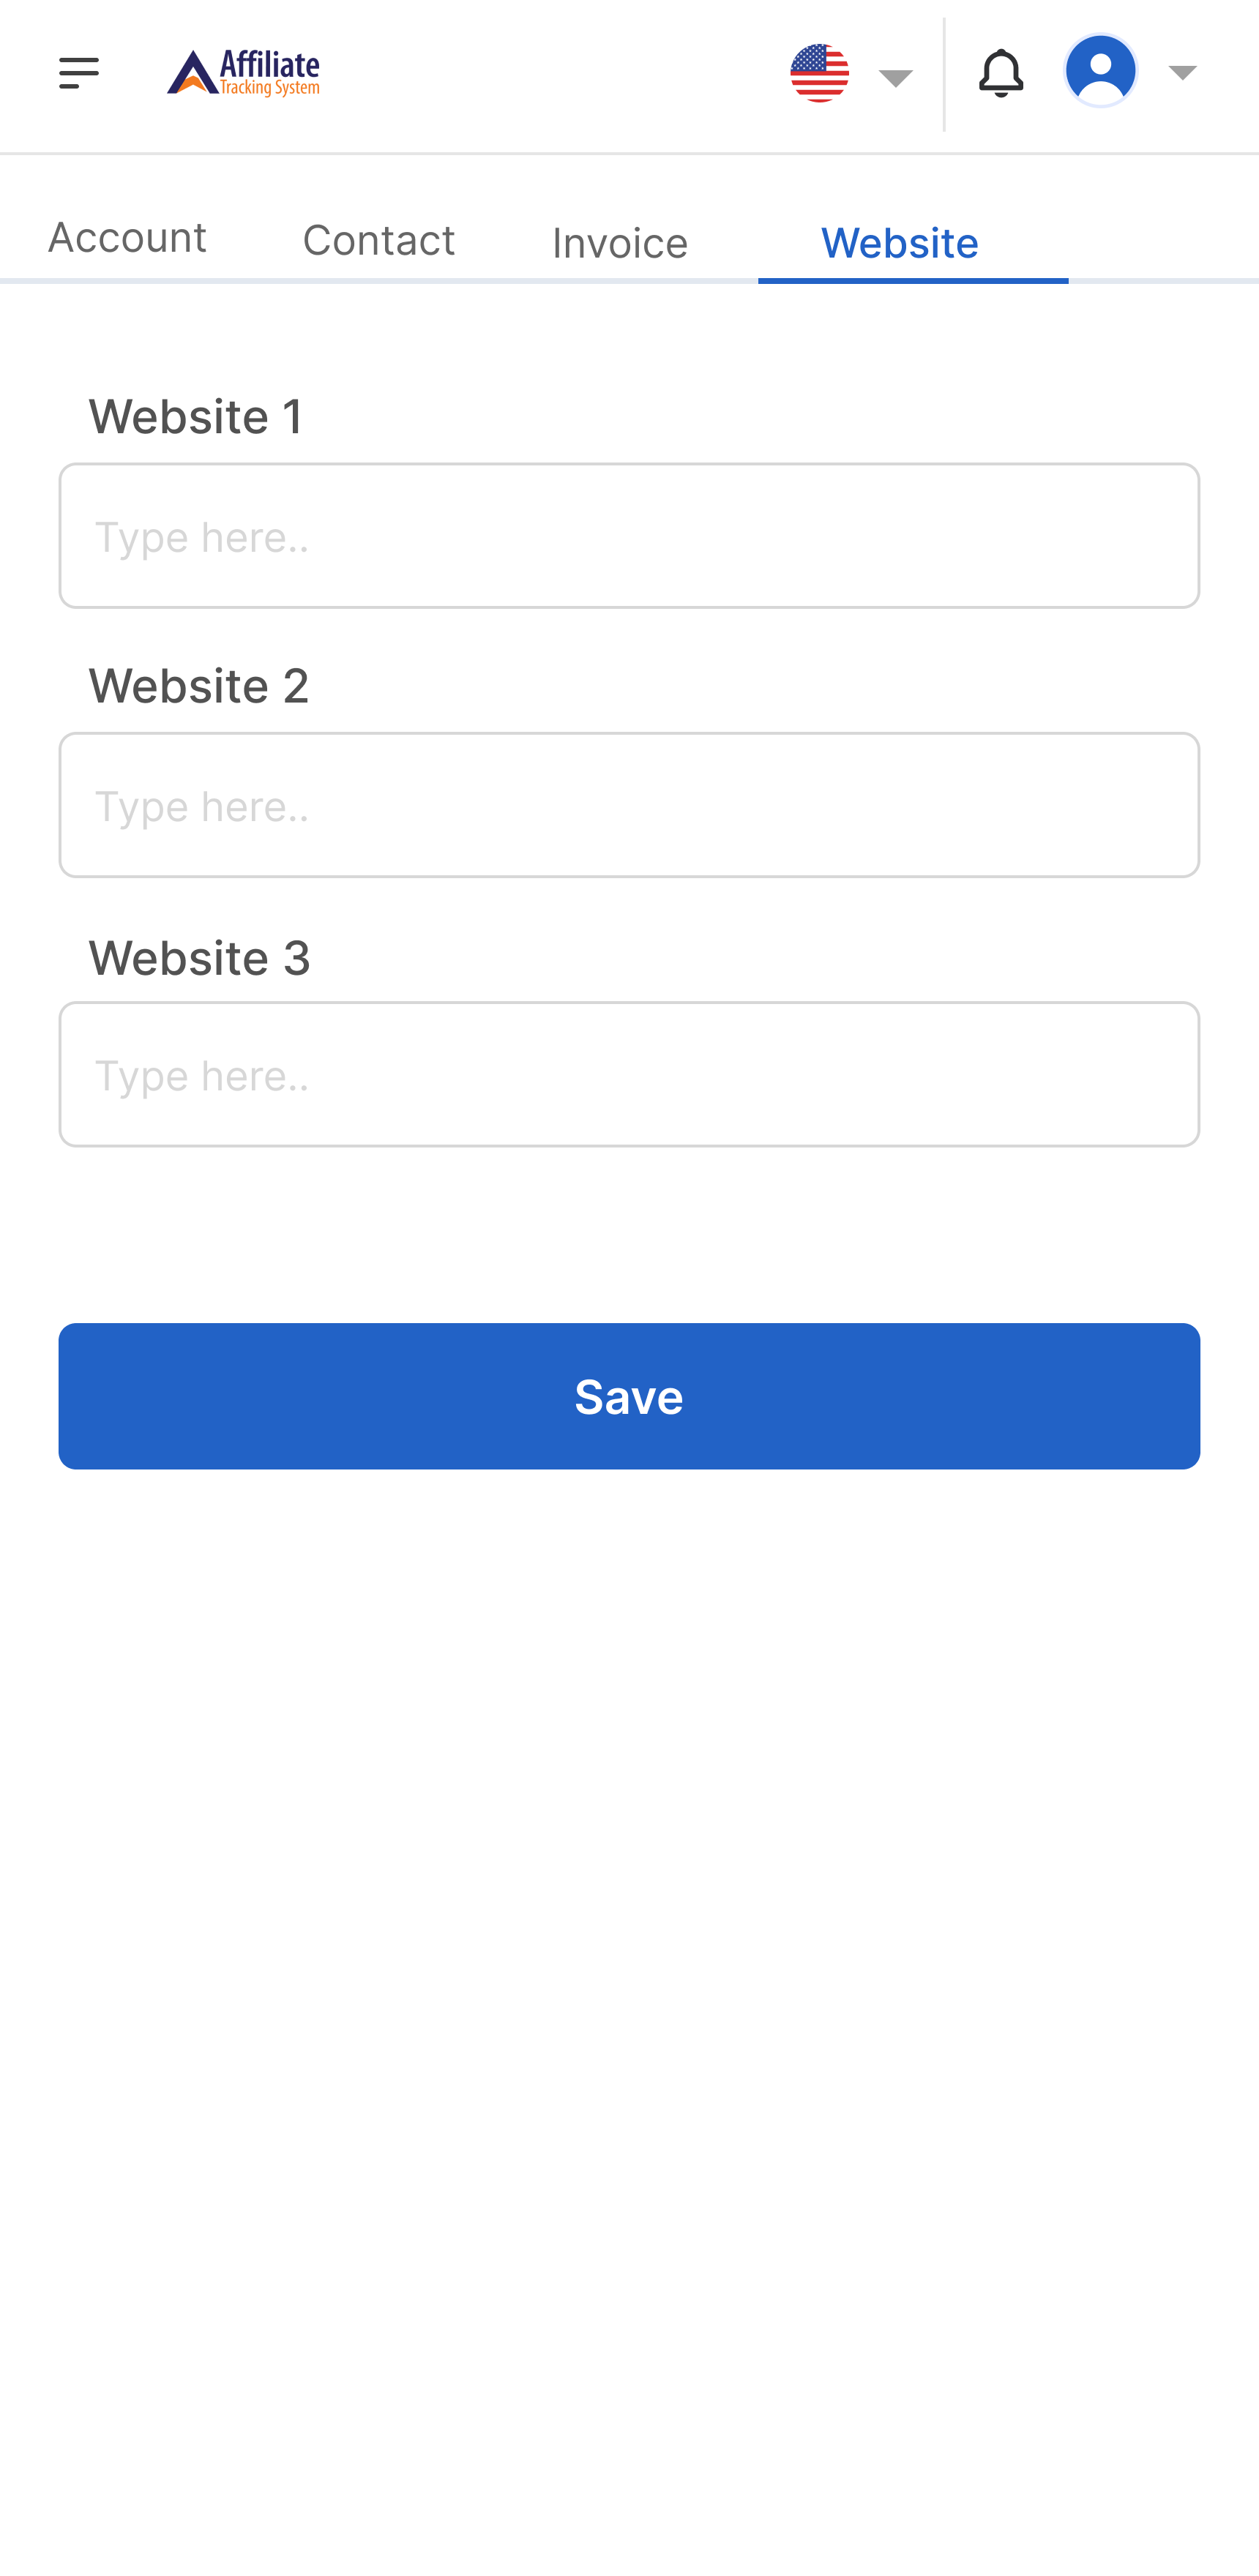 Affiliate
Tracking System
Account Contact Invoice Website
Website 1
Type here..
Website 2
Type here..
Website 3
Type here..
Save